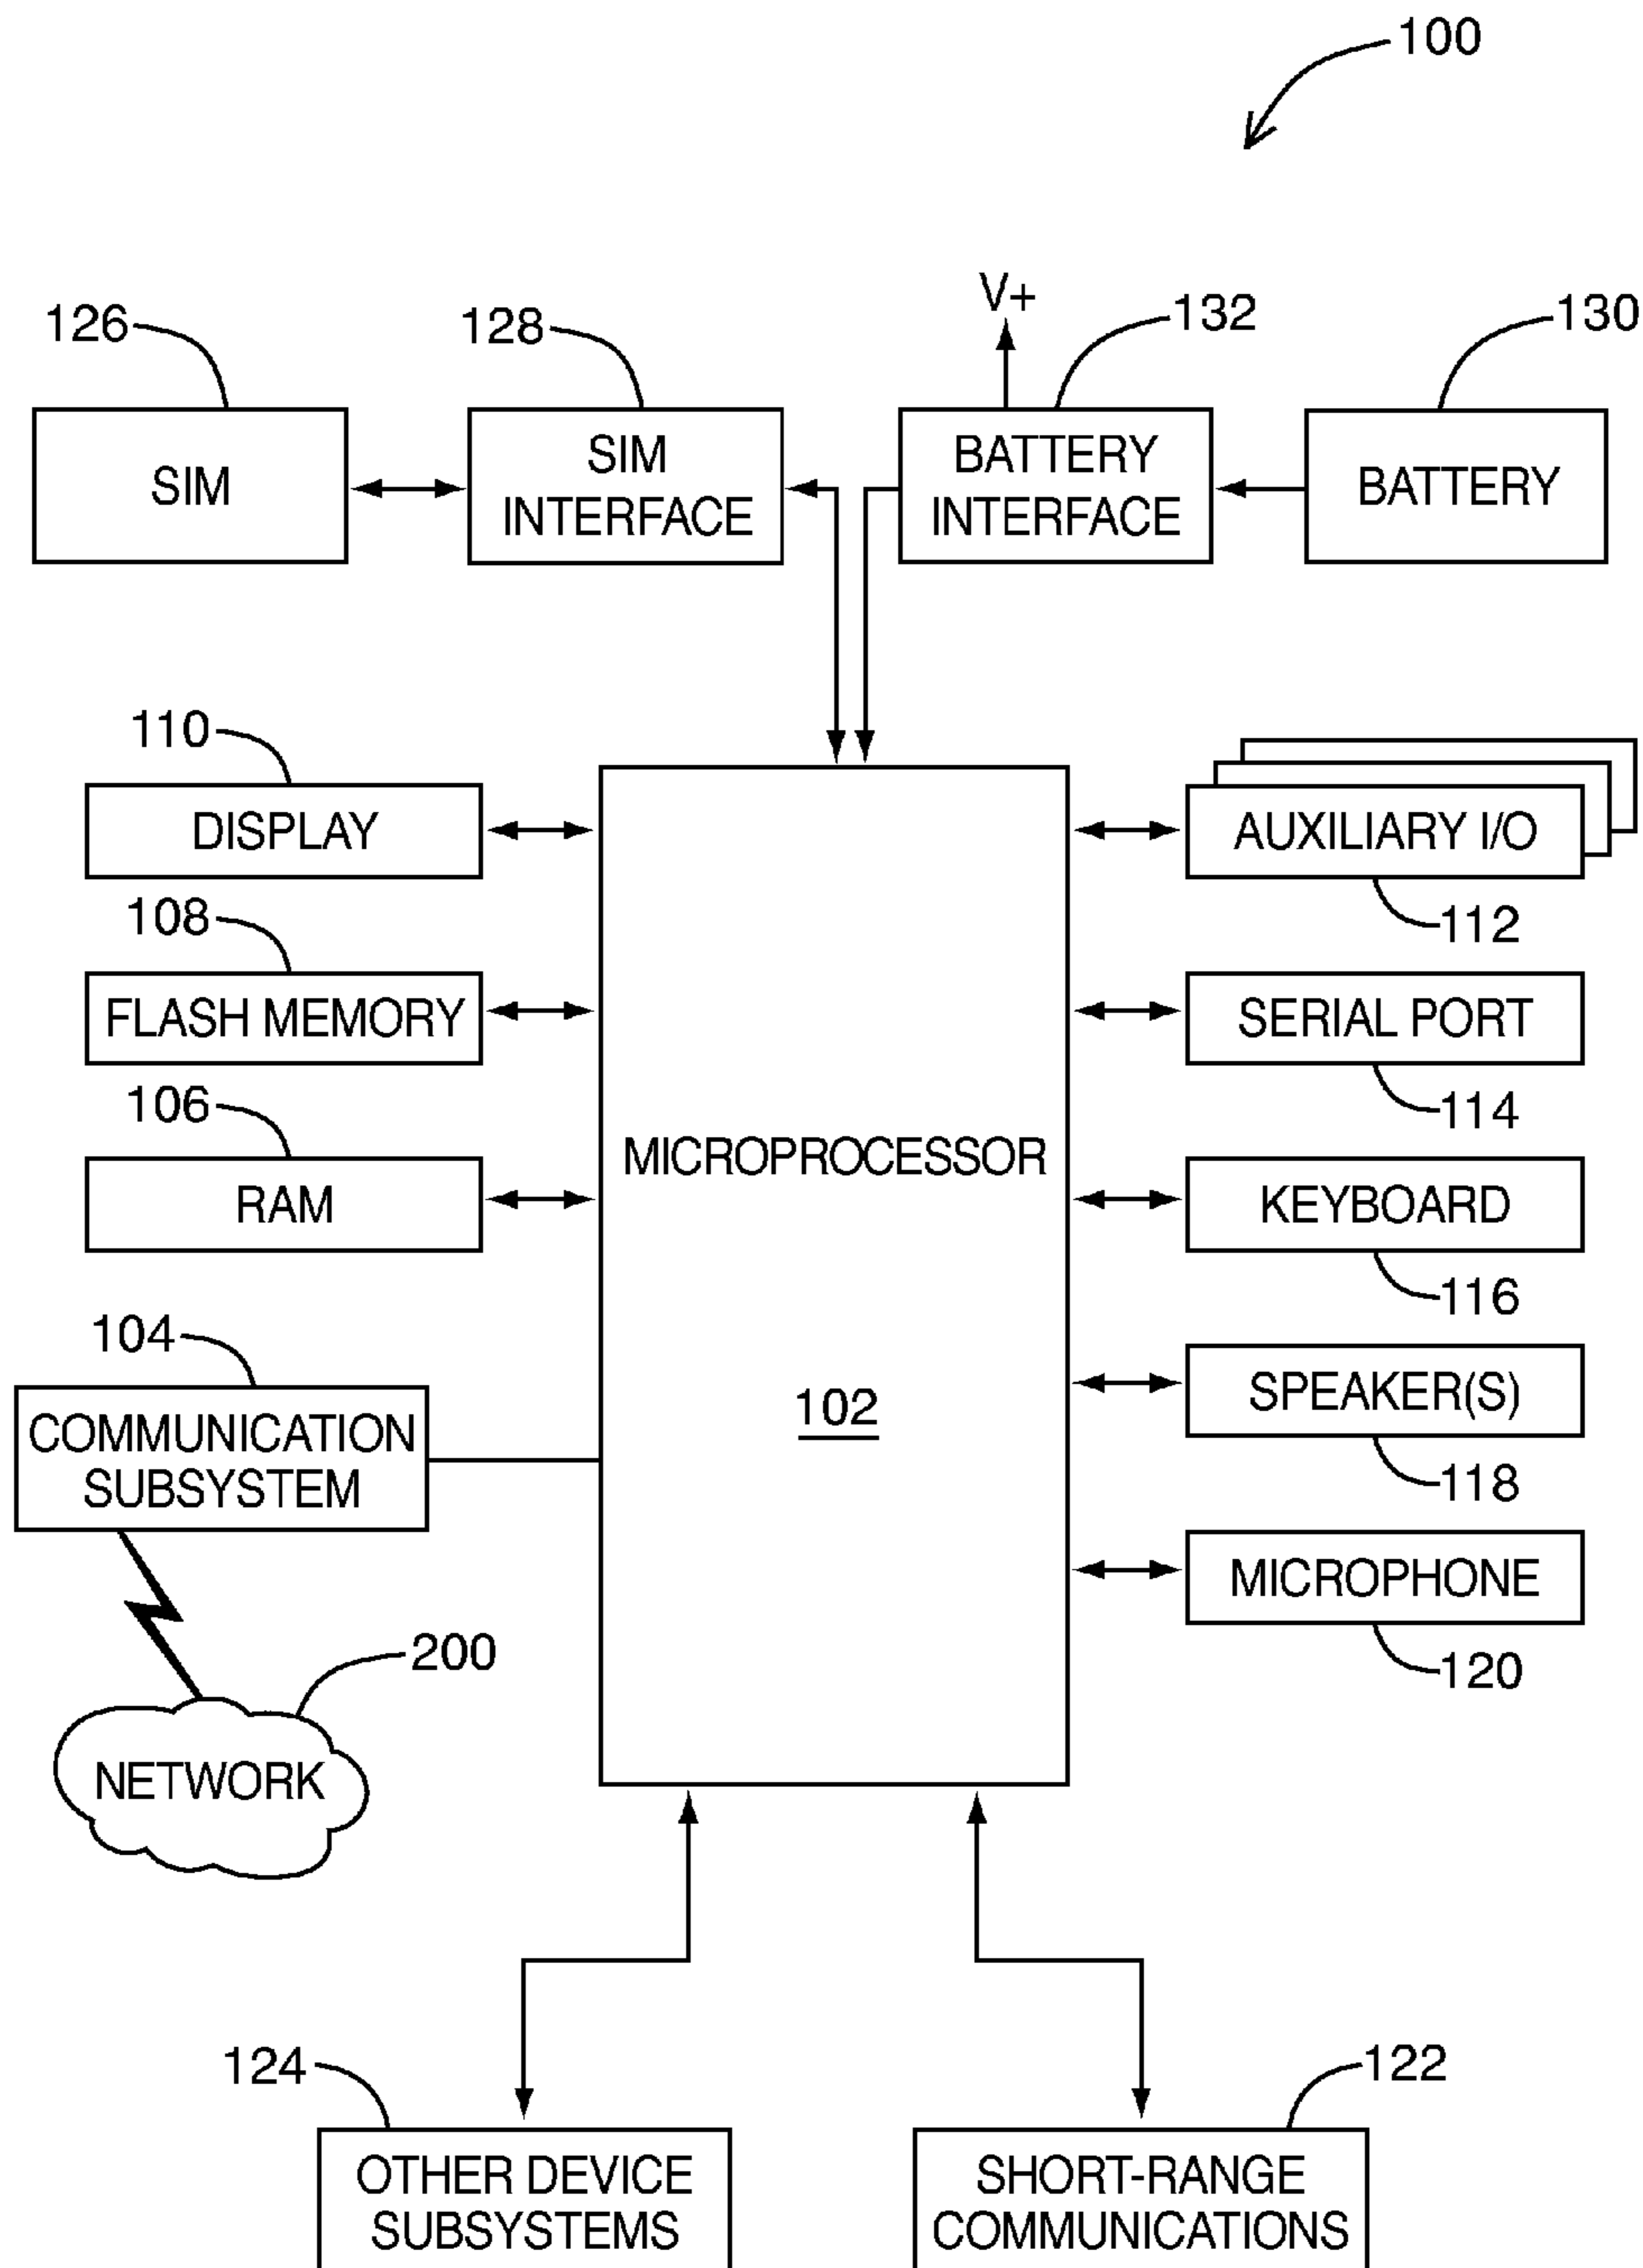 100
V+
126
128
132
130
SIM
SIM
INTERFACE
BATTERY
INTERFACE
BATTERY
110
DISPLAY
AUXILIARY I/O
112
108
FLASH MEMORY
SERIAL PORT
114
106
RAM
MICROPROCESSOR
102
KEYBOARD
116
104
COMMUNICATION
SUBSYSTEM
SPEAKER(S)
118
MICROPHONE
120
200
NETWORK
124
122
OTHER DEVICE
SUBSYSTEMS
SHORT-RANGE
COMMUNICATIONS